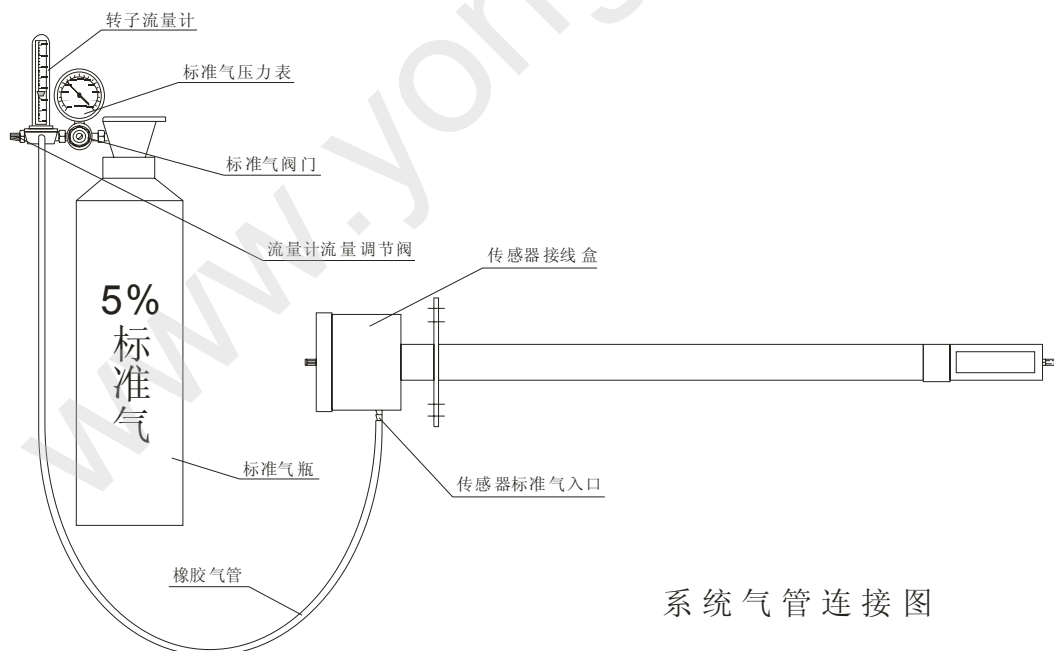 转子流量计
标准气压力表
标准气阀门
流量计流量调节阀
传感器接线盒
5%
标
准
气
标准气瓶
传感器标准气入口
橡胶气管
系统气管连接图
www.yong